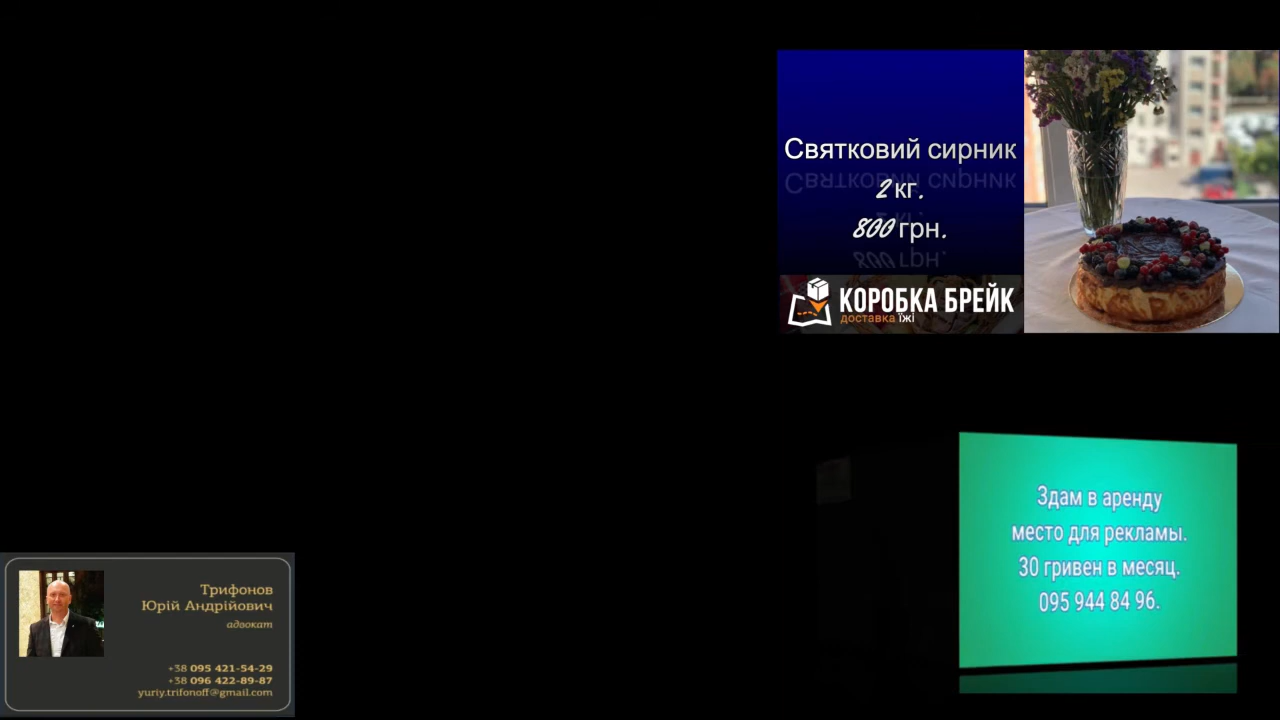 Святковий сирник
2 кг.
800 грн.
КОРОБКА БРЕЙК
доставка їжі
Здам в аренду
место для рекламы.
30 гривен в месяц.
095 944 84 96.
Трифонов
Юрій Андрійович
адвокат
+38 095 421-54-29
+38 096 422-89-87
yuriy.trifonoff@gmail.com